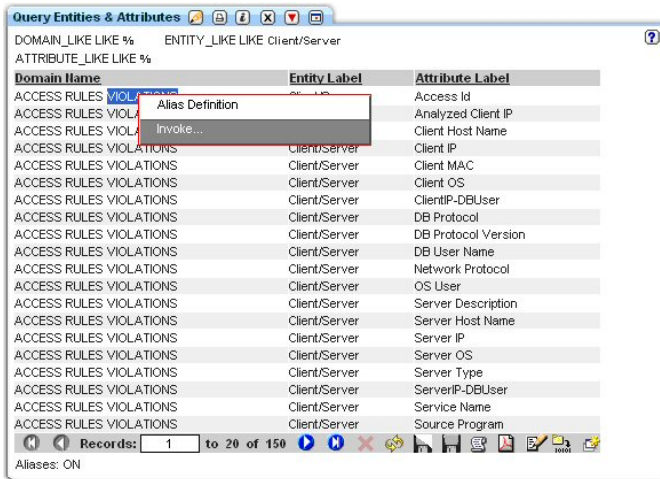 Query Entities & Attributes
DOMAIN_LIKE LIKE % ENTITY_LIKE LIKE Client/Server
ATTRIBUTE_LIKE LIKE %
Domain Name Entity Label Attribute Label
ACCESS RULES VIOLATIONS Access Id
Alias Definition
ACCESS RULES Analyzed Client IP
ACCESS RULES Client Host Name
Invoke...
ACCESS RULES VIOLATIONS Client/Server Client IP
ACCESS RULES VIOLATIONS Client/Server Client MAC
ACCESS RULES VIOLATIONS Client/Server Client OS
ACCESS RULES VIOLATIONS Client/Server ClientIP-DBUser
ACCESS RULES VIOLATIONS Client/Server DB Protocol
ACCESS RULES VIOLATIONS Client/Server DB Protocol Version
ACCESS RULES VIOLATIONS Client/Server DB User Name
ACCESS RULES VIOLATIONS Client/Server Network Protocol
ACCESS RULES VIOLATIONS Client/Server OS User
ACCESS RULES VIOLATIONS Client/Server Server Description
ACCESS RULES VIOLATIONS Client/Server Server Host Name
ACCESS RULES VIOLATIONS Client/Server Server IP
ACCESS RULES VIOLATIONS Client/Server Server OS
ACCESS RULES VIOLATIONS Client/Server Server Type
ACCESS RULES VIOLATIONS Client/Server ServerIP-DBUser
ACCESS RULES VIOLATIONS Client/Server Service Name
ACCESS RULES VIOLATIONS Client/Server Source Program
Records: 1 to 20 of 150
Aliases: ON